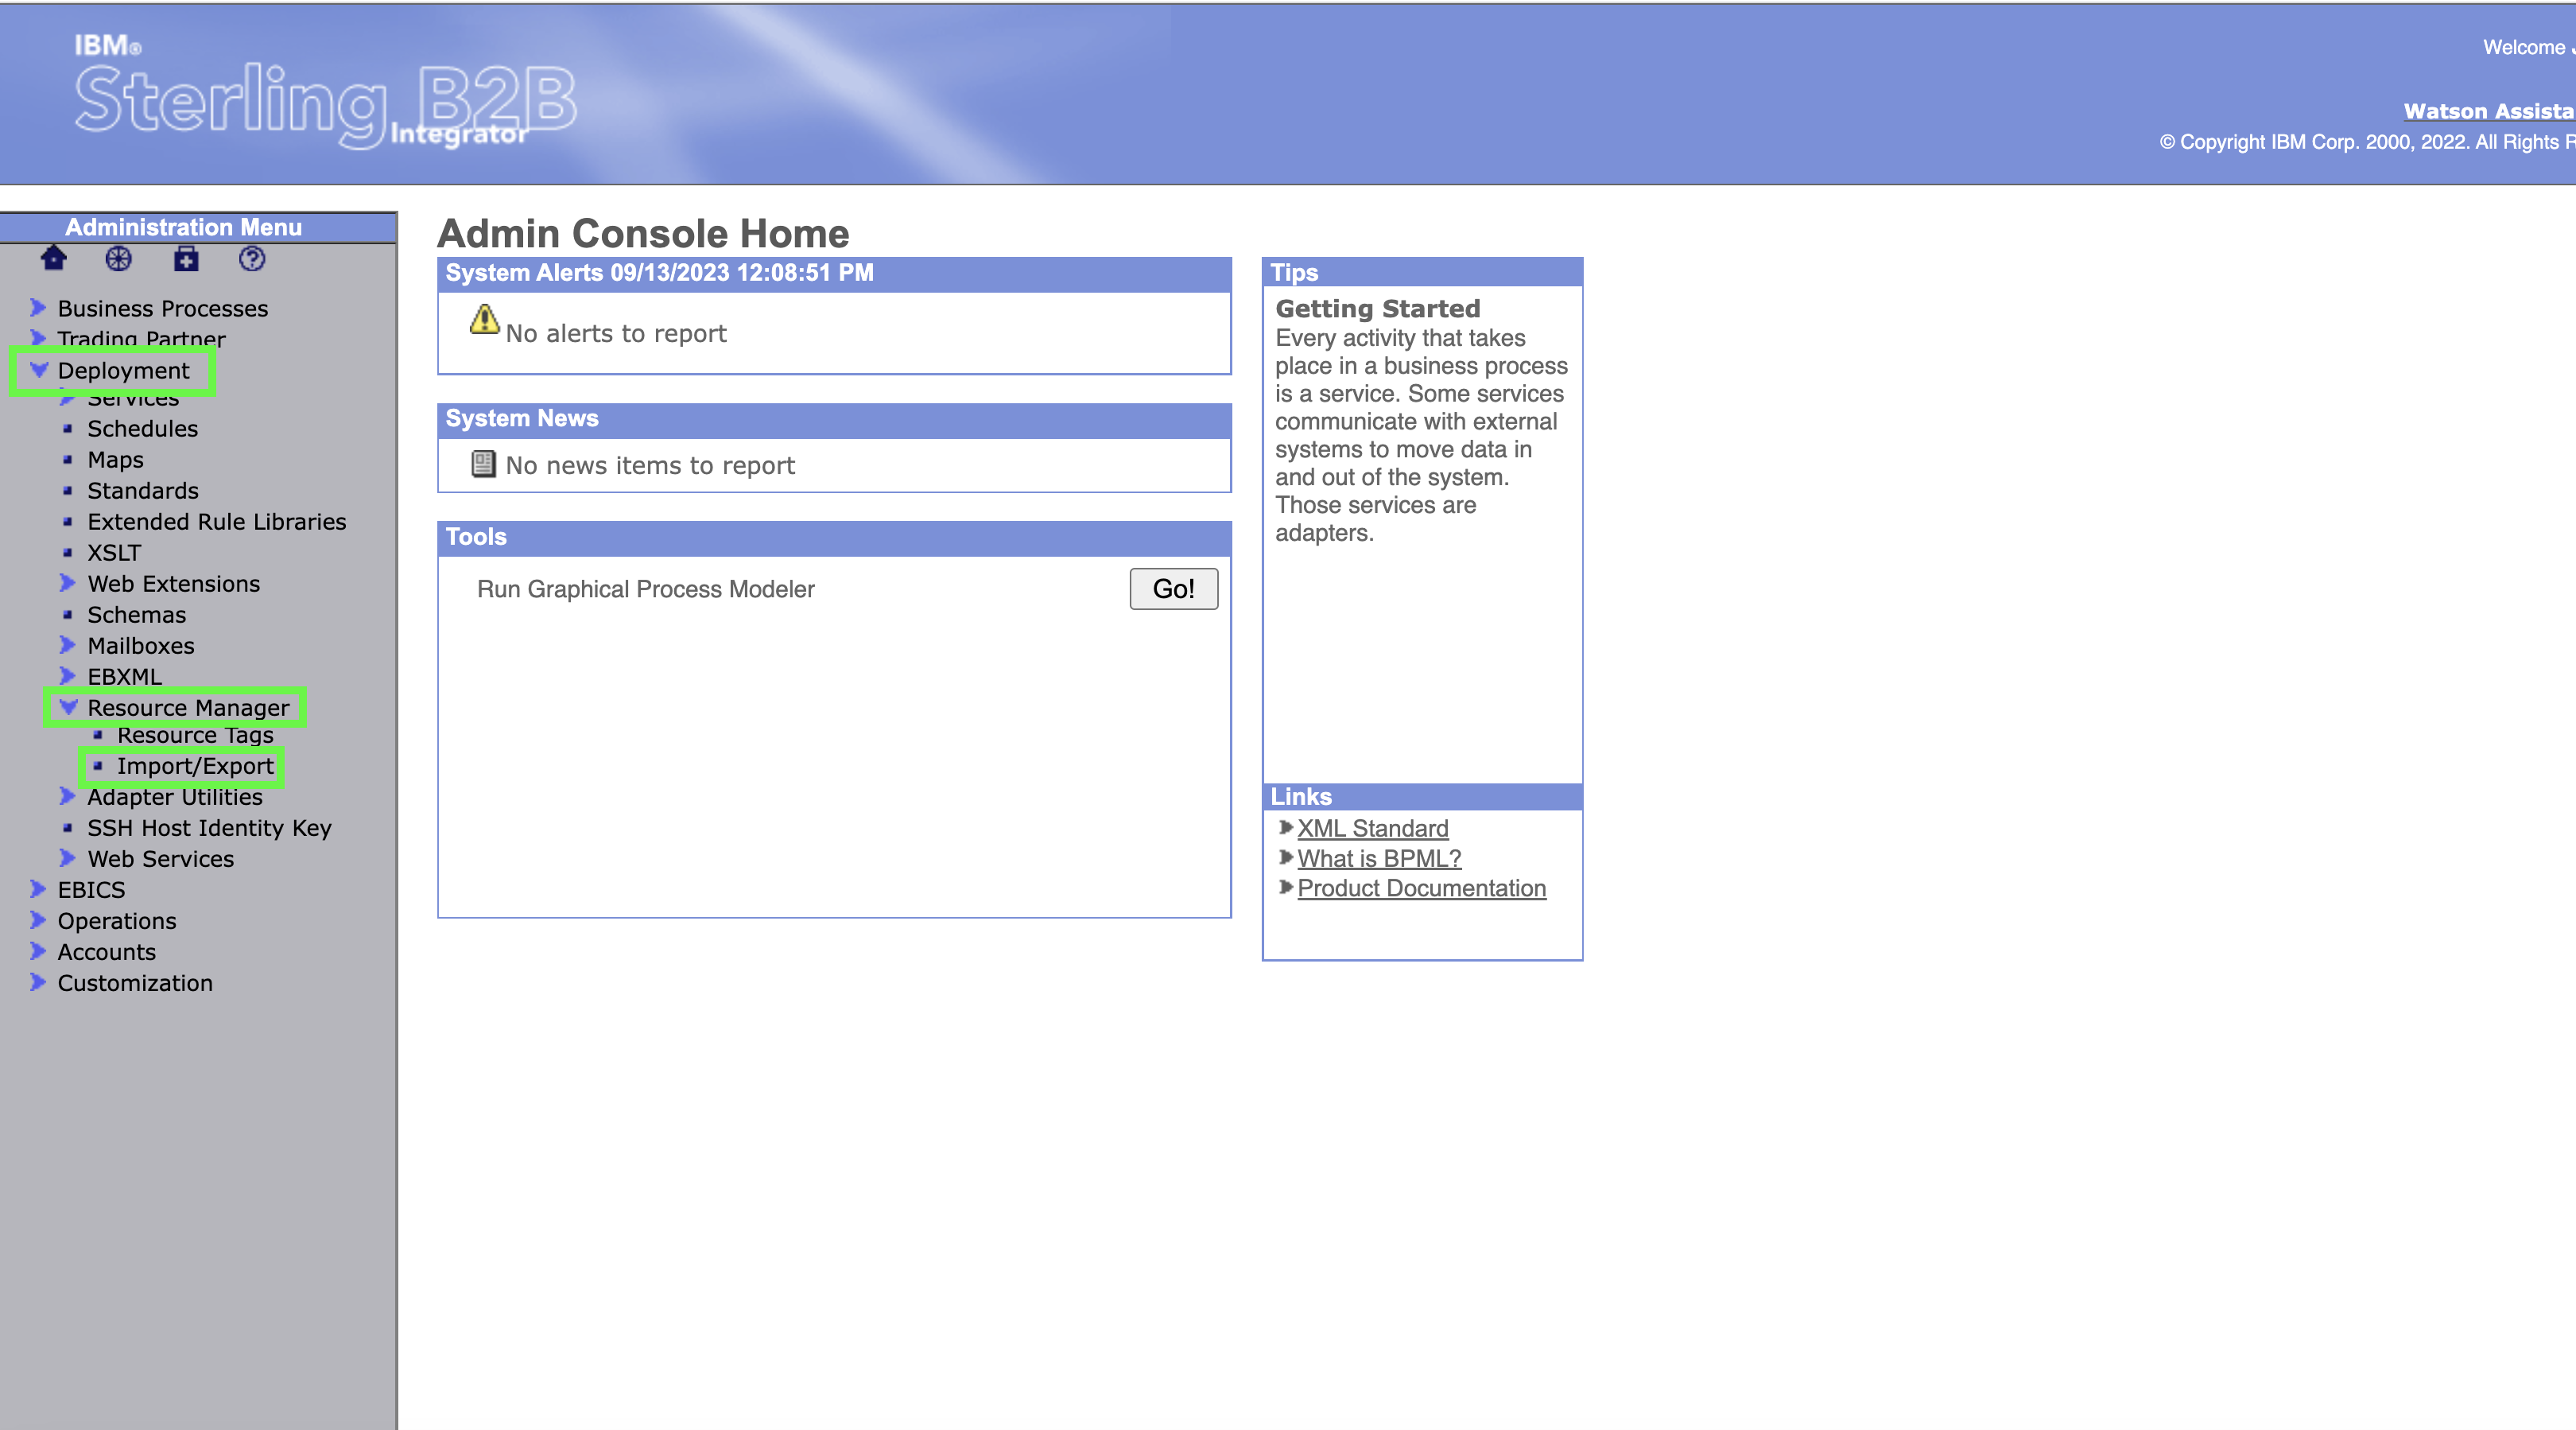 IBM®
Sterling B2B
Integrator
Welcome
Watson Assista
© Copyright IBM Corp. 2000, 2022. All Rights R
Administration Menu
Business Processes
Trading Partner
Deployment
Services
Schedules
Maps
Standards
Extended Rule Libraries
XSLT
Web Extensions
Schemas
Mailboxes
EBXML
Resource Manager
Resource Tags
Import/Export
Adapter Utilities
SSH Host Identity Key
Web Services
EBICS
Operations
Accounts
Customization
Admin Console Home
System Alerts 09/13/2023 12:08:51 PM
No alerts to report
System News
No news items to report
Tools
Run Graphical Process Modeler
Go!
Tips
Getting Started
Every activity that takes
place in a business process
is a service. Some services
communicate with external
systems to move data in
and out of the system.
Those services are
adapters.
Links
XML Standard
What is BPML?
Product Documentation